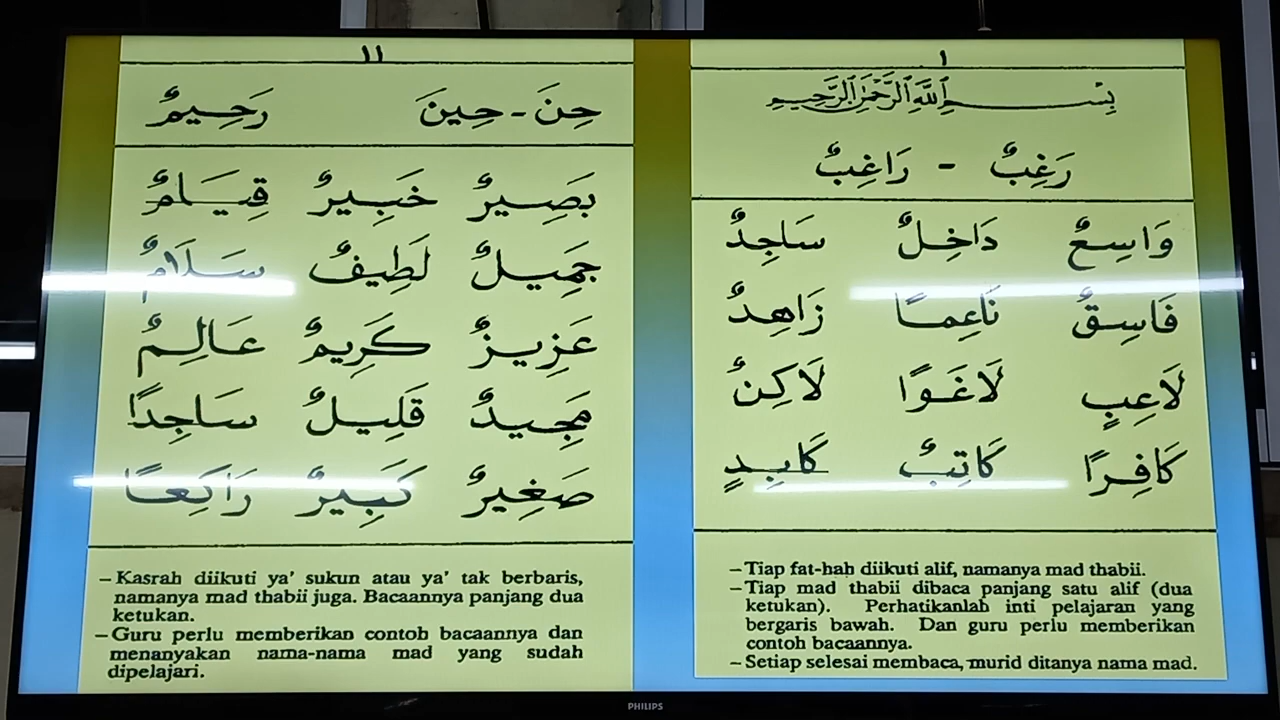 ١
بِسْــمِ اللَّهِ الرَّحْمَٰنِ الرَّحِيمِ
رَغِبٌ - رَاغِبٌ
وَاسِعٌ دَاخِلٌ سَاجِدٌ
فَاسِقٌ نَاعِمًا زَاهِدٌ
لَاعِبٍ لَاغَوًا لَاكِنٌ
كَافِرًا كَاتِبٌ كَابِدٍ
– Tiap fat-hah diikuti alif, namanya mad thabii.
– Tiap mad thabii dibaca panjang satu alif (dua
ketukan). Perhatikanlah inti pelajaran yang
bergaris bawah. Dan guru perlu memberikan
contoh bacaannya.
– Setiap selesai membaca, murid ditanya nama mad.
١١
حِنَ - حِينَ رَحِيمٌ
بَصِيرٌ خَبِيرٌ قِيَامٌ
جَمِيلٌ لَطِيفٌ سَلَامٌ
عَزِيزٌ كَرِيمٌ عَالِمٌ
مَجِيدٌ قَلِيلٌ سَاجِدًا
صَغِيرٌ كَبِيرٌ رَاكِعًا
– Kasrah diikuti ya' sukun atau ya' tak berbaris,
namanya mad thabii juga. Bacaannya panjang dua
ketukan.
– Guru perlu memberikan contoh bacaannya dan
menanyakan nama-nama mad yang sudah
dipelajari.
PHILIPS